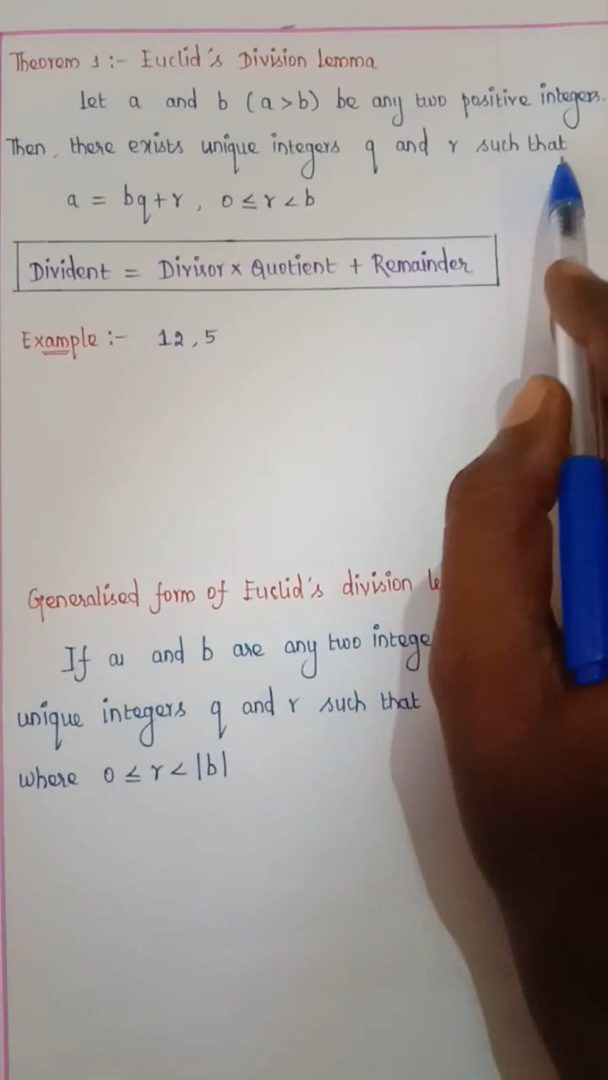 Theorem 1 :- Euclid's Division lemma
Let a and b (a > b) be any two positive integers.
Then, there exists unique integers q and r such that
a = bq + r , 0 ≤ r < b
Divident = Divisor × Quotient + Remainder
Example :- 12 , 5
Generalised form of Euclid's division
If a and b are any two
unique integers q and r such that
where 0 ≤ r < |b|